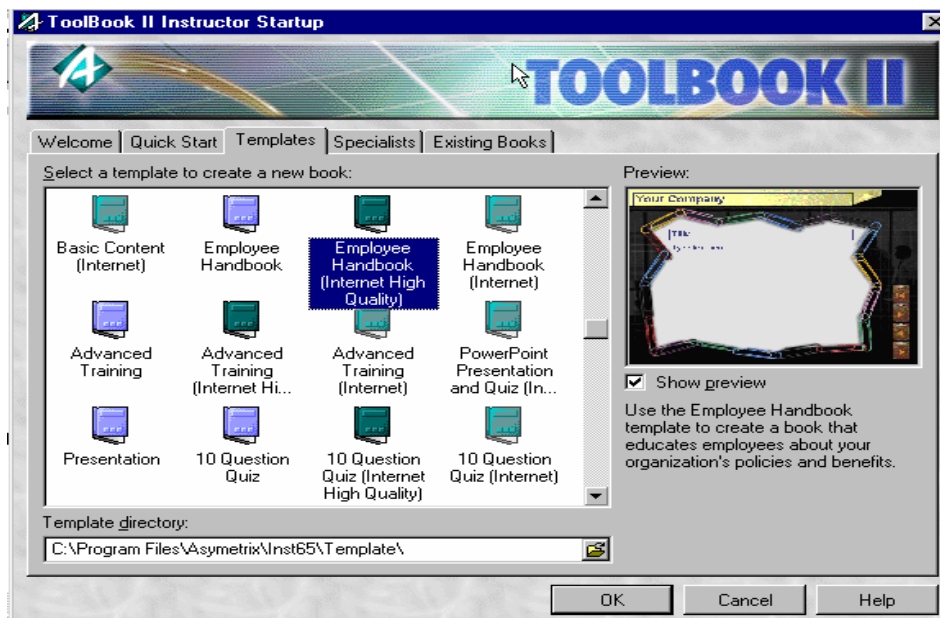 ToolBook II Instructor Startup
TOOLBOOK II
Welcome Quick Start Templates Specialists Existing Books
Select a template to create a new book:
Basic Content
(Internet)
Employee
Handbook
Employee
Handbook
(Internet High
Quality)
Employee
Handbook
(Internet)
Advanced
Training
Advanced
Training
(Internet Hi...
Advanced
Training
(Internet)
PowerPoint
Presentation
and Quiz (In...
Presentation
10 Question
Quiz
10 Question
Quiz (Internet
High Quality)
10 Question
Quiz (Internet)
Template directory:
C:\Program Files\Asymetrix\Inst65\Template\
Preview:
Your Company
Title
Show preview
Use the Employee Handbook
template to create a book that
educates employees about your
organization's policies and benefits.
OK Cancel Help